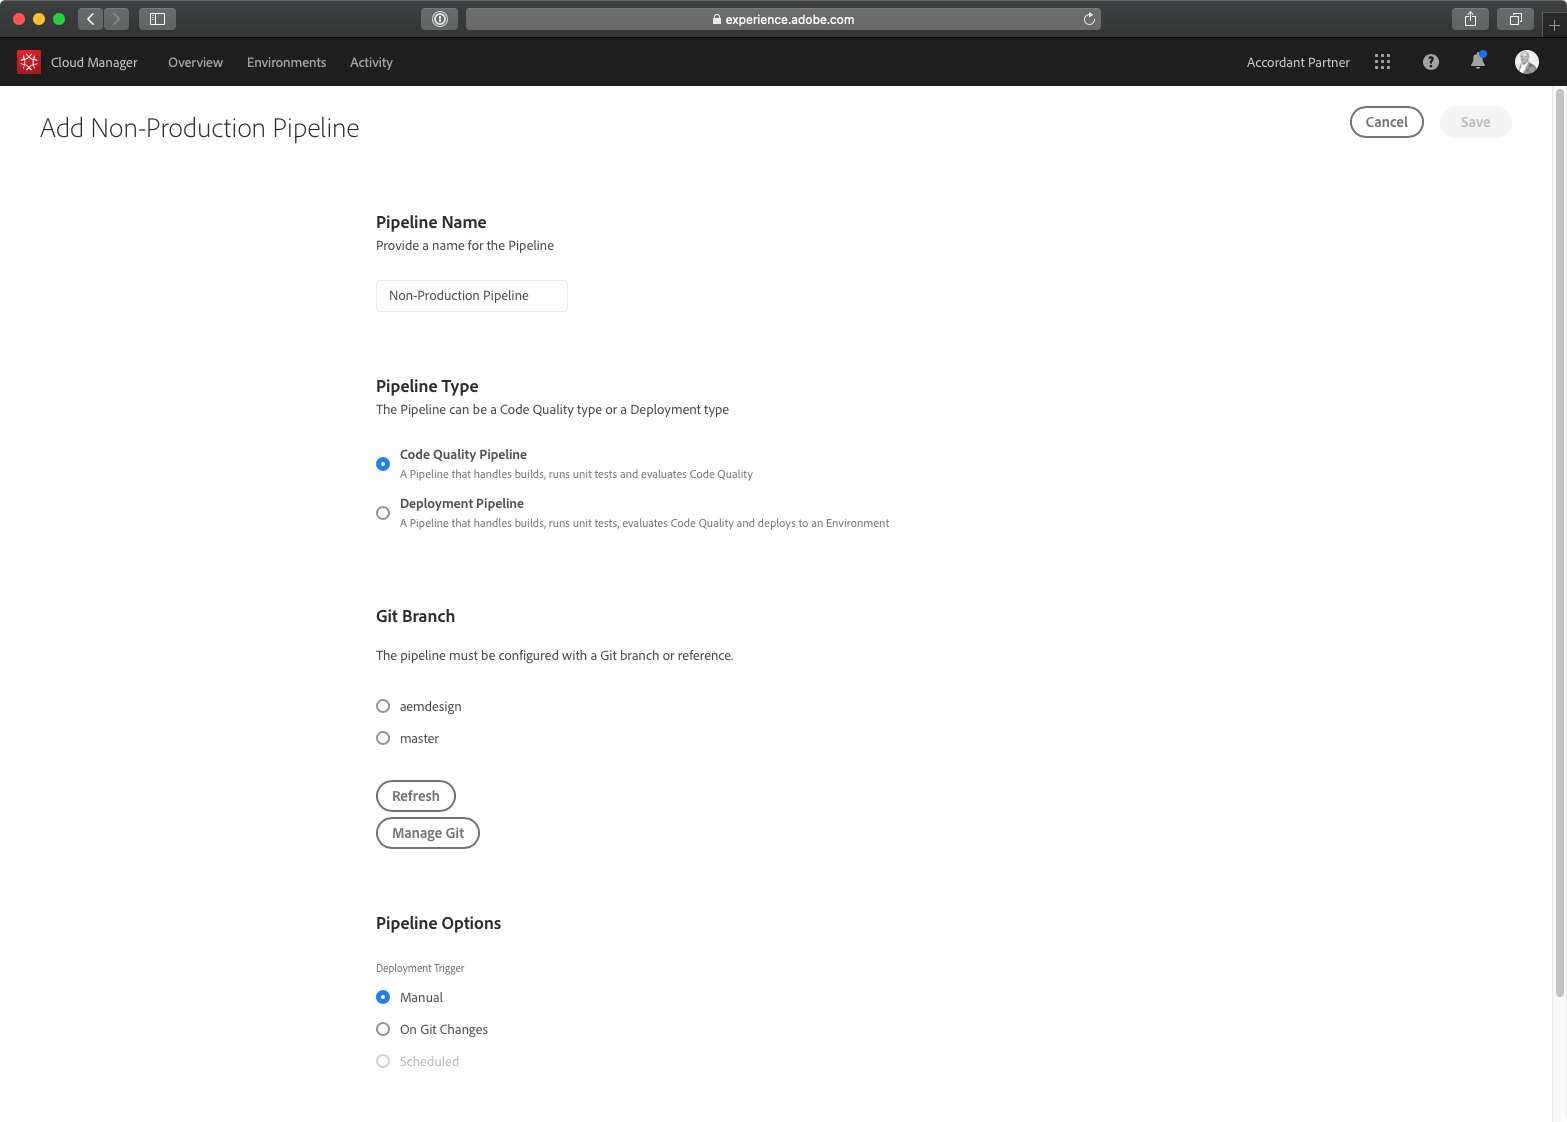 experience.adobe.com
Cloud Manager
Overview
Environments
Activity
Accordant Partner
Add Non-Production Pipeline
Cancel
Save
Pipeline Name
Provide a name for the Pipeline
Non-Production Pipeline
Pipeline Type
The Pipeline can be a Code Quality type or a Deployment type
Code Quality Pipeline
A Pipeline that handles builds, runs unit tests and evaluates Code Quality
Deployment Pipeline
A Pipeline that handles builds, runs unit tests, evaluates Code Quality and deploys to an Environment
Git Branch
The pipeline must be configured with a Git branch or reference.
aemdesign
master
Refresh
Manage Git
Pipeline Options
Deployment Trigger
Manual
On Git Changes
Scheduled